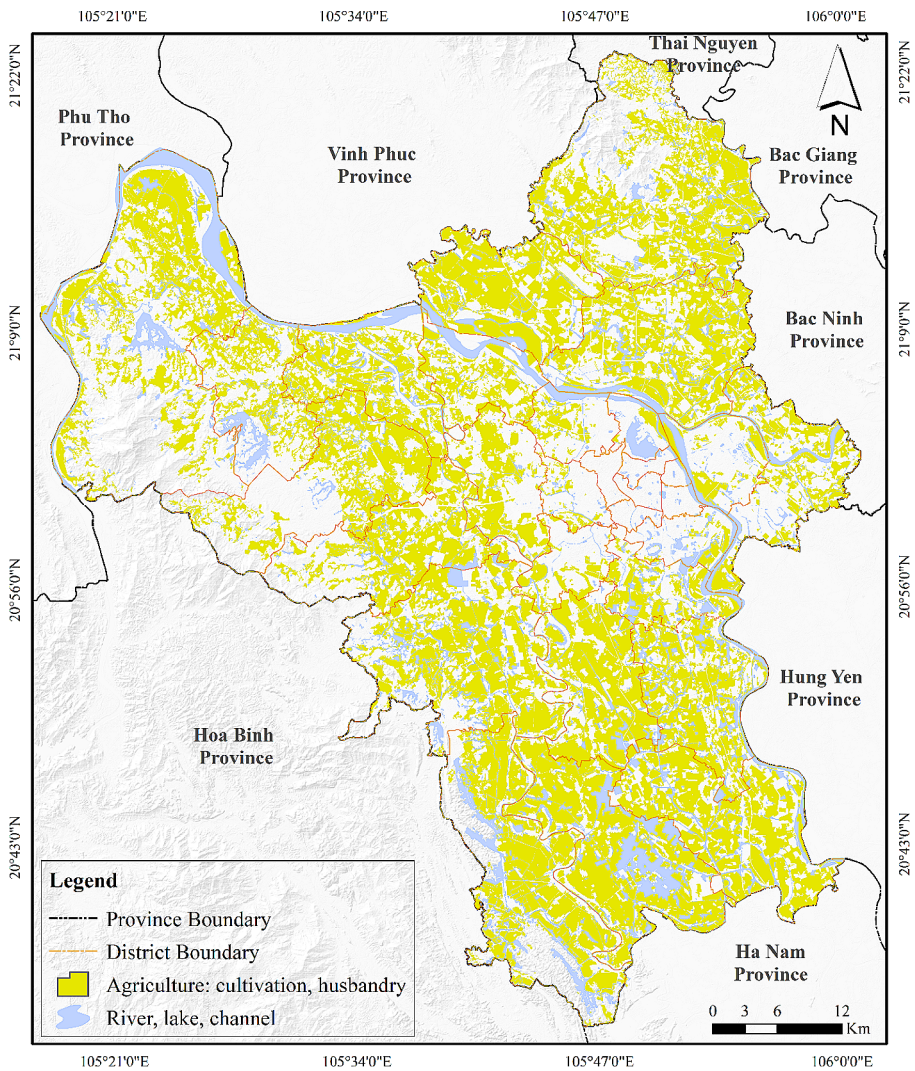 105°21'0"E 105°34'0"E 105°47'0"E 106°0'0"E
21°22'0"N
21°22'0"N
Thai Nguyen
Province
N
Phu Tho
Province
Vinh Phuc
Province
Bac Giang
Province
21°9'0"N
21°9'0"N
Bac Ninh
Province
20°56'0"N
20°56'0"N
Hung Yen
Province
Hoa Binh
Province
20°43'0"N
20°43'0"N
Legend
Province Boundary
District Boundary
Agriculture: cultivation, husbandry
River, lake, channel
Ha Nam
Province
0 3 6 12
Km
105°21'0"E 105°34'0"E 105°47'0"E 106°0'0"E